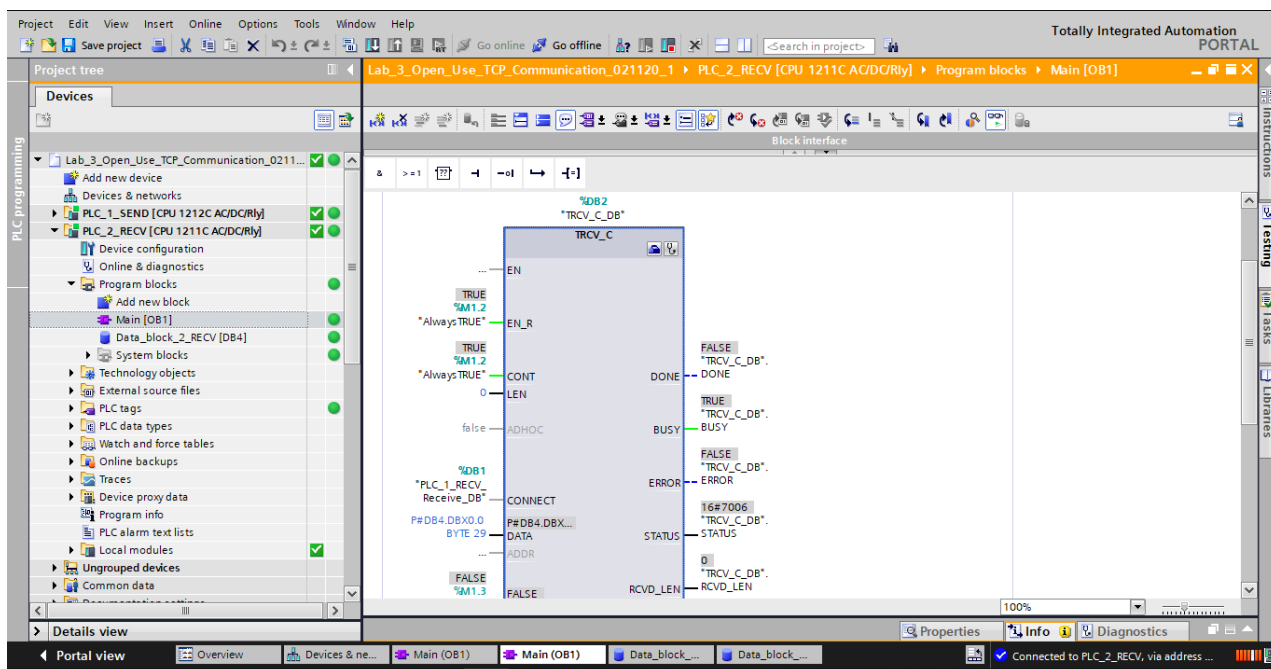 Project Edit View Insert Online Options Tools Window Help
Totally Integrated Automation
PORTAL
Save project
Go online
Go offline
<Search in project>
Project tree
Lab_3_Open_Use_TCP_Communication_021120_1 PLC_2_RECV [CPU 1211C AC/DC/Rly] Program blocks Main [OB1]
Devices
Block interface
PLC programming
Lab_3_Open_Use_TCP_Communication_0211...
Add new device
Devices & networks
PLC_1_SEND [CPU 1212C AC/DC/Rly]
PLC_2_RECV [CPU 1211C AC/DC/Rly]
Device configuration
Online & diagnostics
Program blocks
Add new block
Main [OB1]
Data_block_2_RECV [DB4]
System blocks
Technology objects
External source files
PLC tags
PLC data types
Watch and force tables
Online backups
Traces
Device proxy data
Program info
PLC alarm text lists
Local modules
Ungrouped devices
Common data
Details view
& >=1 ?? -| -o| [=]
%DB2
"TRCV_C_DB"
TRCV_C
... EN
TRUE
%M1.2
"AlwaysTRUE" EN_R
TRUE
%M1.2
"AlwaysTRUE" CONT
0 LEN
false ADHOC
%DB1
"PLC_1_RECV_
Receive_DB" CONNECT
P#DB4.DBX0.0 P#DB4.DBX...
BYTE 29 DATA
... ADDR
FALSE
%M1.3 FALSE
FALSE
"TRCV_C_DB".
DONE DONE
TRUE
"TRCV_C_DB".
BUSY BUSY
FALSE
"TRCV_C_DB".
ERROR ERROR
16#7006
"TRCV_C_DB".
STATUS STATUS
0
"TRCV_C_DB".
RCVD_LEN RCVD_LEN
100%
Properties Info Diagnostics
Instructions
Testing
Tasks
Libraries
Portal view Overview Devices & ne... Main (OB1) Main (OB1) Data_block_... Data_block_... Connected to PLC_2_RECV, via address ...